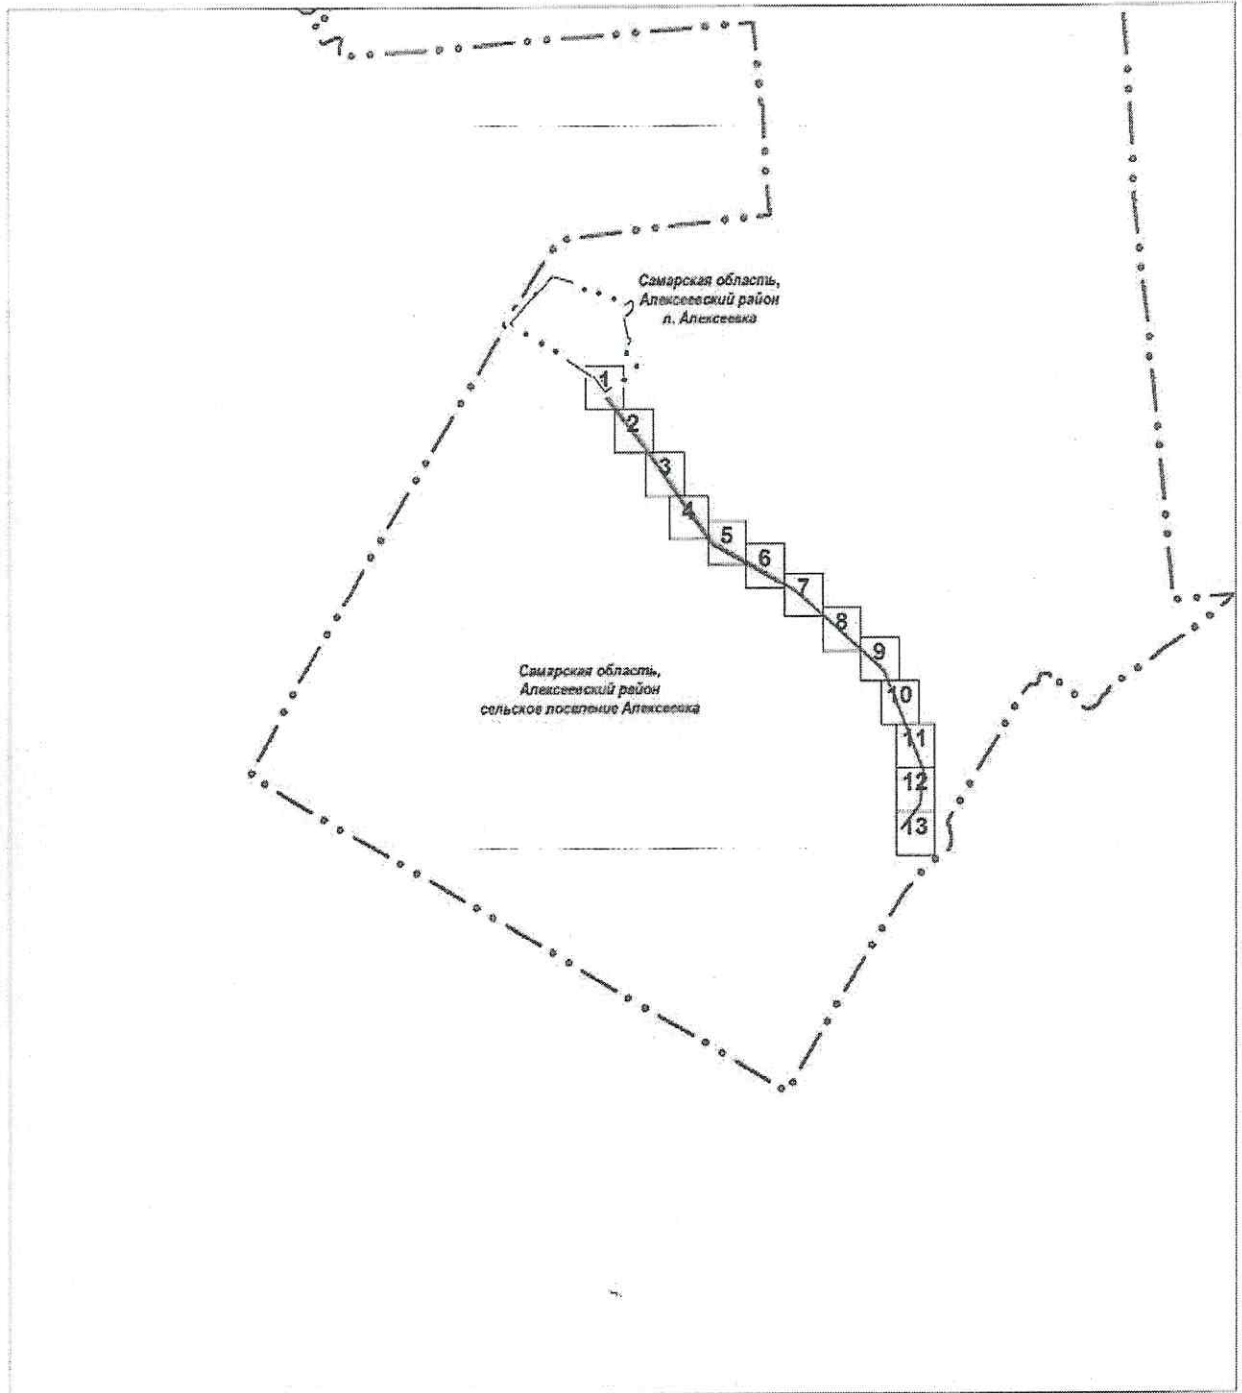 Самарская область,
Алексеевский район
п. Алексеевка
1
2
3
4
5
6
7
8
9
10
11
12
13
Самарская область,
Алексеевский район
сельское поселение Алексеевка